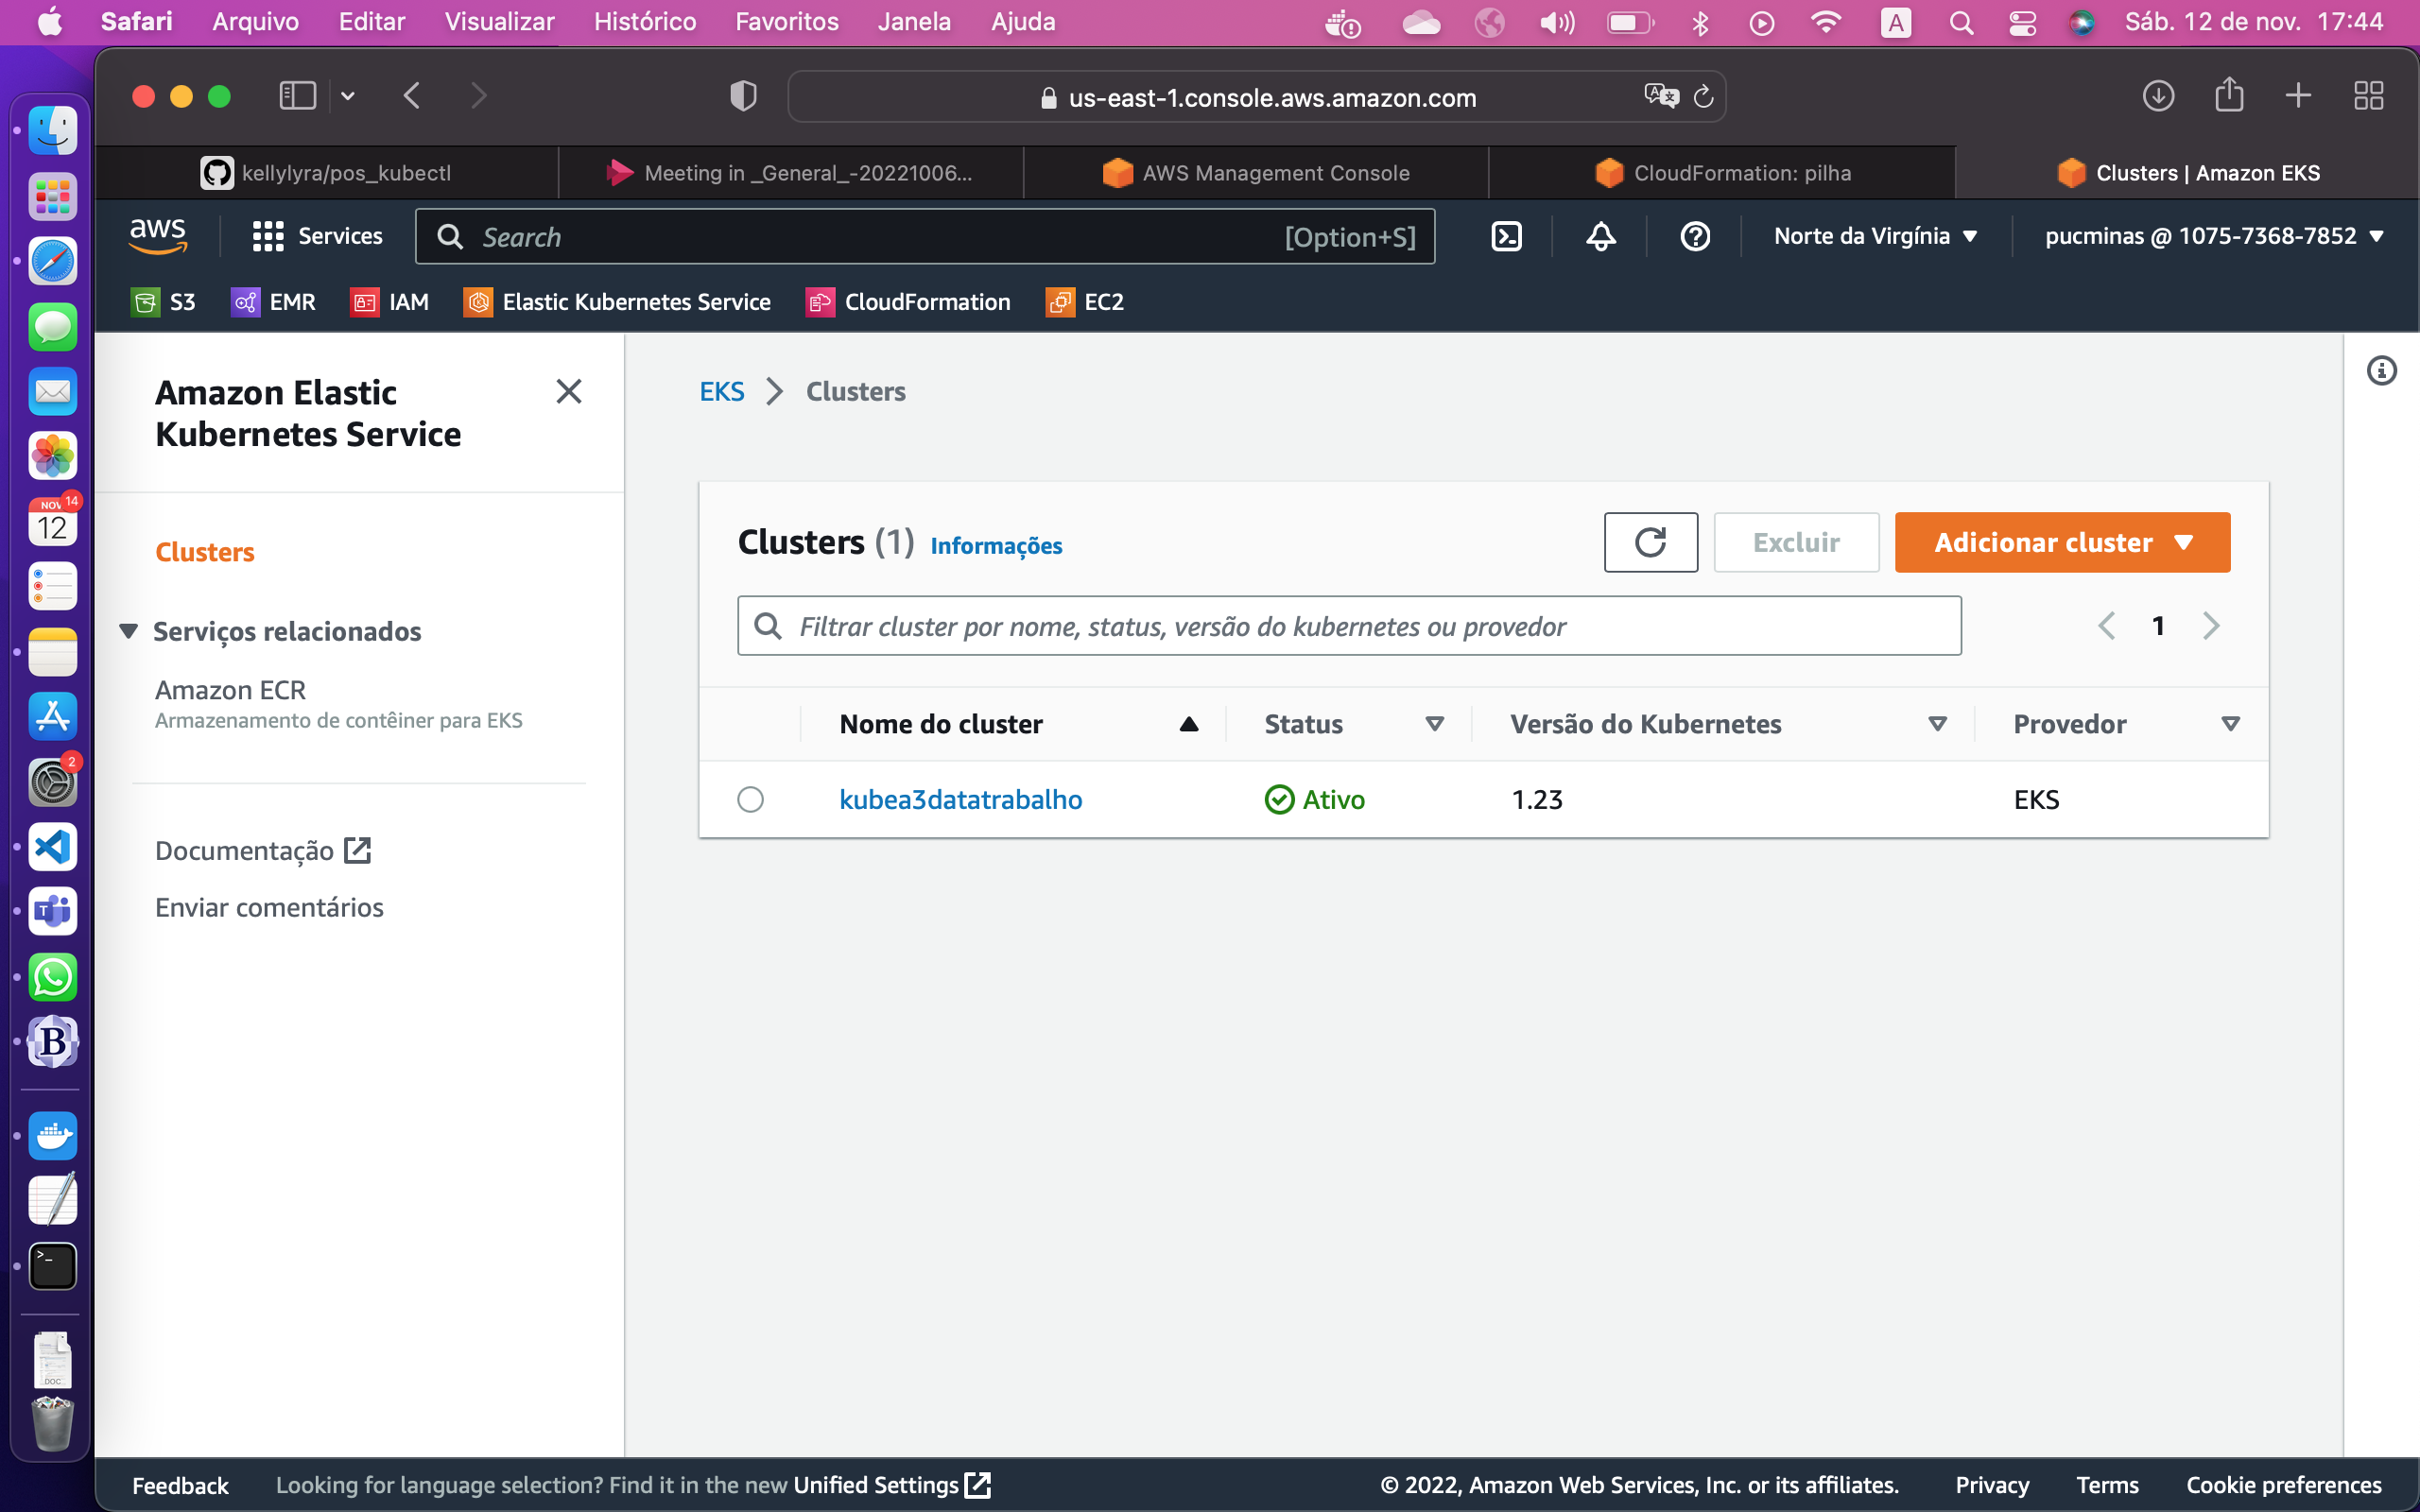 Safari Arquivo Editar Visualizar Histórico Favoritos Janela Ajuda A Sáb. 12 de nov. 17:44
us-east-1.console.aws.amazon.com
kellylyra/pos_kubectl
Meeting in _General_-20221006...
AWS Management Console
CloudFormation: pilha
Clusters | Amazon EKS
aws Services Search [Option+S] Norte da Virgínia pucminas @ 1075-7368-7852
S3 EMR IAM Elastic Kubernetes Service CloudFormation EC2
Amazon Elastic
Kubernetes Service
Clusters
Serviços relacionados
Amazon ECR
Armazenamento de contêiner para EKS
Documentação
Enviar comentários
EKS Clusters
Clusters (1) Informações Excluir Adicionar cluster
Filtrar cluster por nome, status, versão do kubernetes ou provedor 1
Nome do cluster Status Versão do Kubernetes Provedor
kubea3datatrabalho Ativo 1.23 EKS
NOV 14
12
2
T
B
>_
DOC
Feedback Looking for language selection? Find it in the new Unified Settings © 2022, Amazon Web Services, Inc. or its affiliates. Privacy Terms Cookie preferences